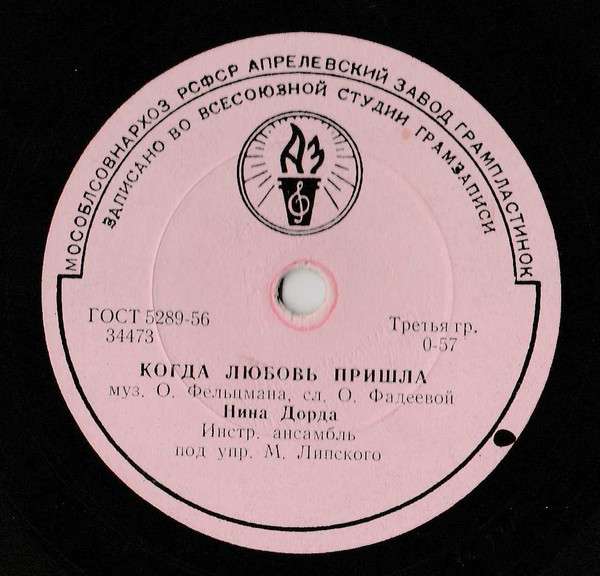 МОСОБЛСОВНАРХОЗ РСФСР АПРЕЛЕВСКИЙ ЗАВОД ГРАМПЛАСТИНОК
ЗАПИСАНО ВО ВСЕСОЮЗНОЙ СТУДИИ ГРАМЗАПИСИ
АЗ
ГОСТ 5289-56
34473
Третья гр.
0-57
КОГДА ЛЮБОВЬ ПРИШЛА
муз. О. Фельцмана, сл. О. Фадеевой
Нина Дорда
Инстр. ансамбль
под упр. М. Липского